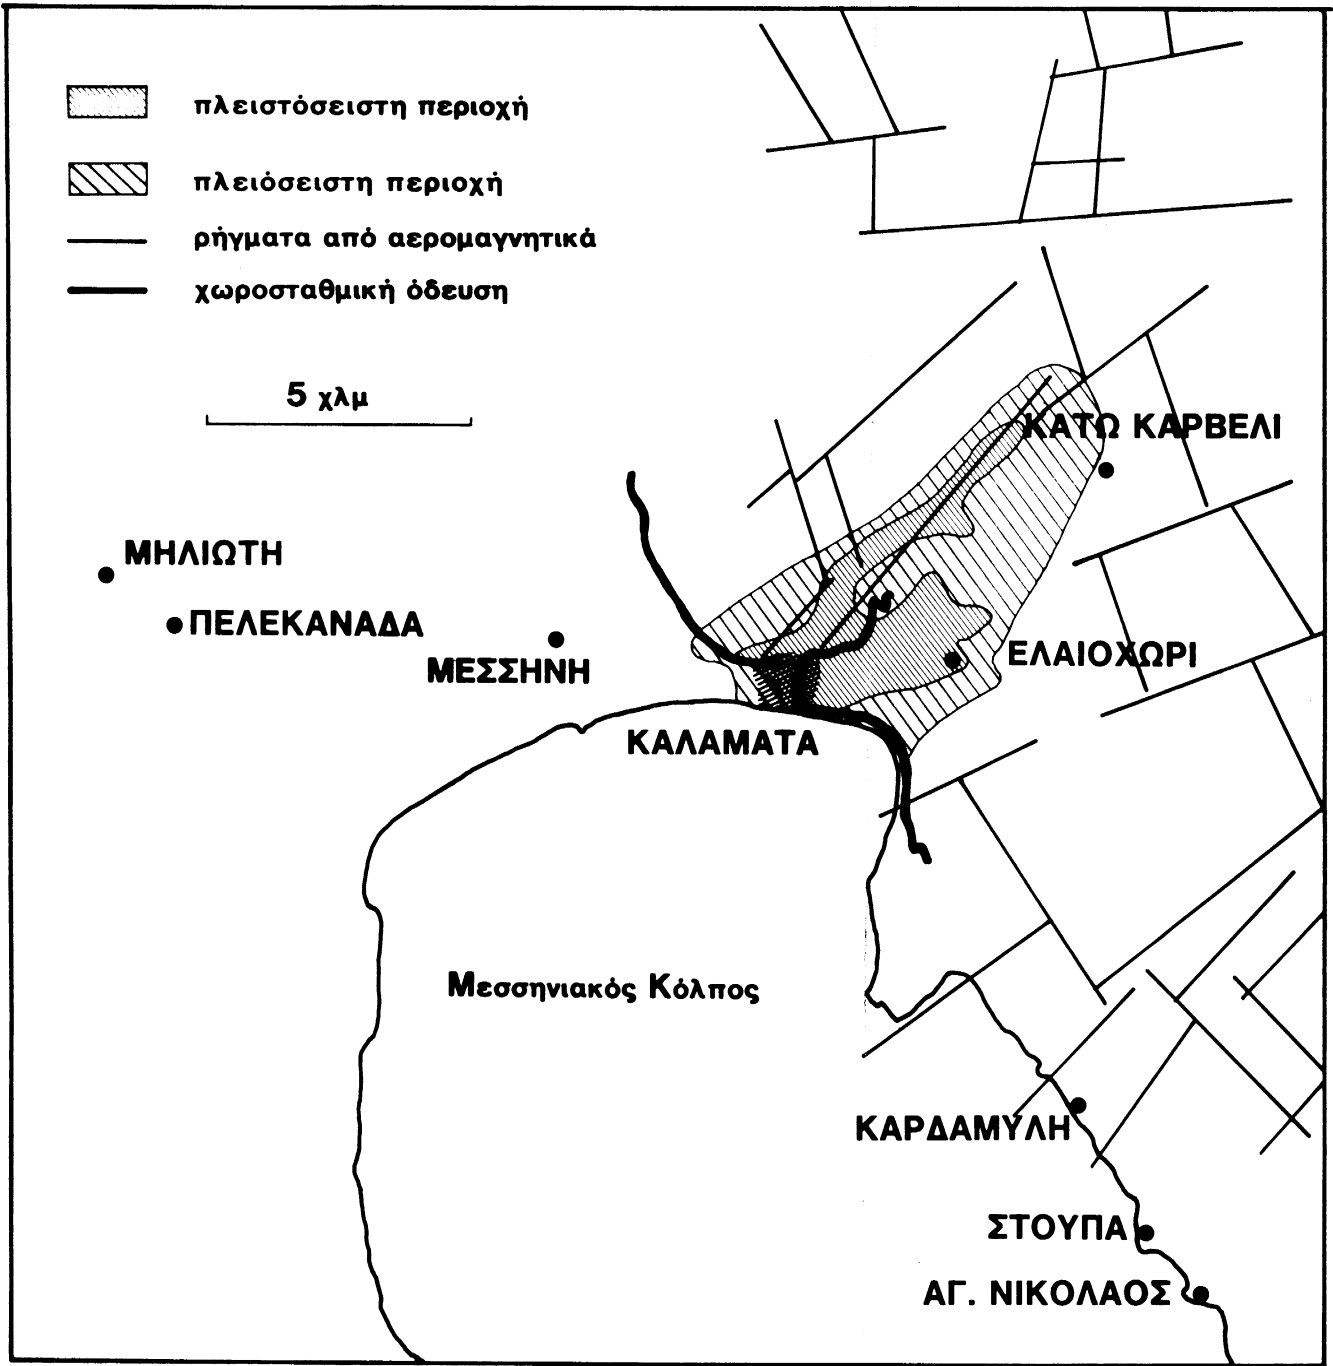 πλειστόσειστη περιοχή
πλειόσειστη περιοχή
ρήγματα από αερομαγνητικά
χωροσταθμική όδευση
5 χλμ
ΚΑΤΩ ΚΑΡΒΕΛΙ
ΜΗΛΙΩΤΗ
ΠΕΛΕΚΑΝΑΔΑ
ΜΕΣΣΗΝΗ
ΕΛΑΙΟΧΩΡΙ
ΚΑΛΑΜΑΤΑ
Μεσσηνιακός Κόλπος
ΚΑΡΔΑΜΥΛΗ
ΣΤΟΥΠΑ
ΑΓ. ΝΙΚΟΛΑΟΣ